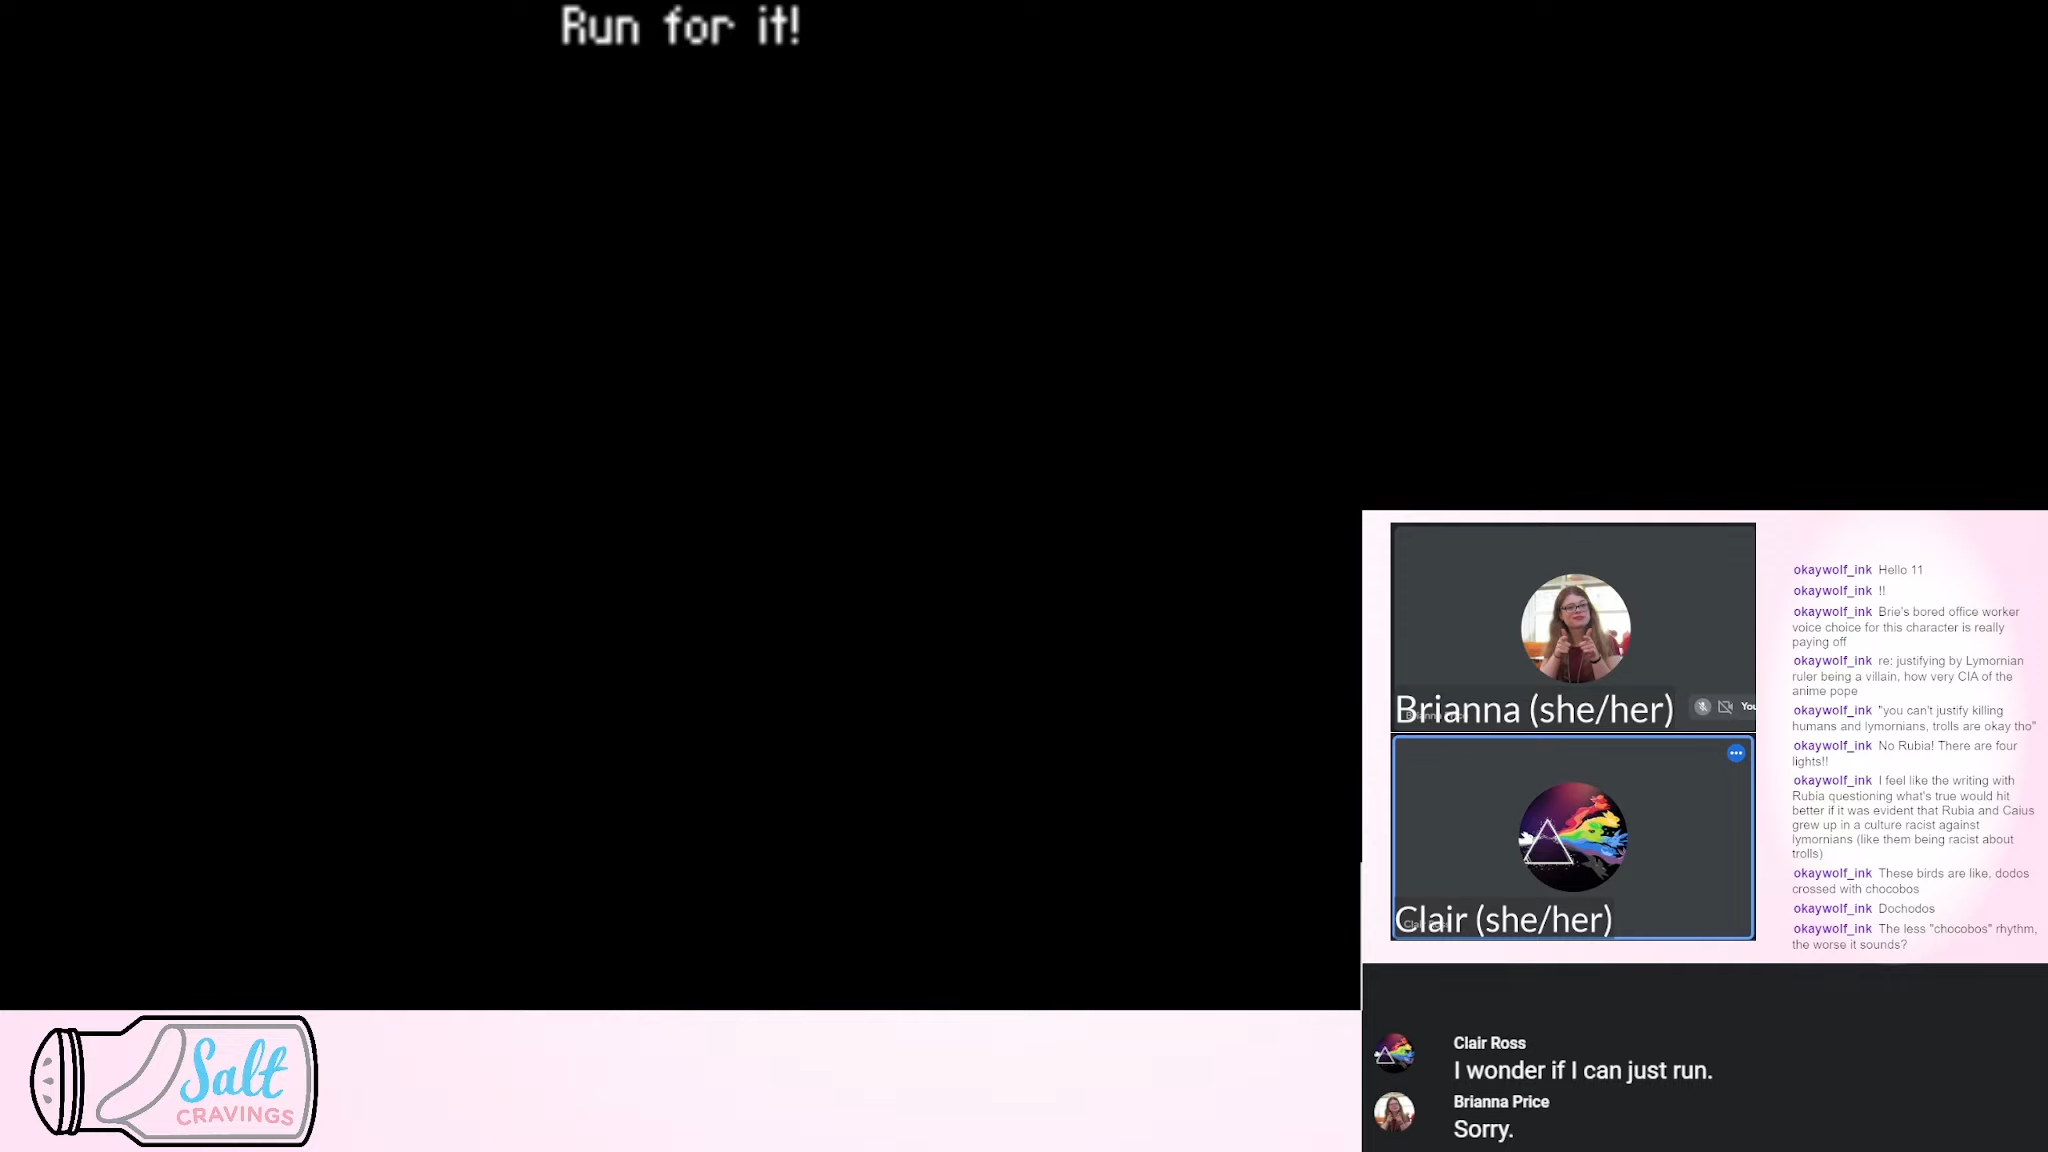 Run for it!
Brianna (she/her)
You
Clair (she/her)
okaywolf_ink Hello 11
okaywolf_ink !!
okaywolf_ink Brie's bored office worker
voice choice for this character is really
paying off
okaywolf_ink re: justifying by Lymornian
ruler being a villain, how very CIA of the
anime pope
okaywolf_ink "you can't justify killing
humans and lymornians, trolls are okay tho"
okaywolf_ink No Rubia! There are four
lights!!
okaywolf_ink I feel like the writing with
Rubia questioning what's true would hit
better if it was evident that Rubia and Caius
grew up in a culture racist against
lymornians (like them being racist about
trolls)
okaywolf_ink These birds are like, dodos
crossed with chocobos
okaywolf_ink Dochodos
okaywolf_ink The less "chocobos" rhythm,
the worse it sounds?
Salt
CRAVINGS
Clair Ross
I wonder if I can just run.
Brianna Price
Sorry.